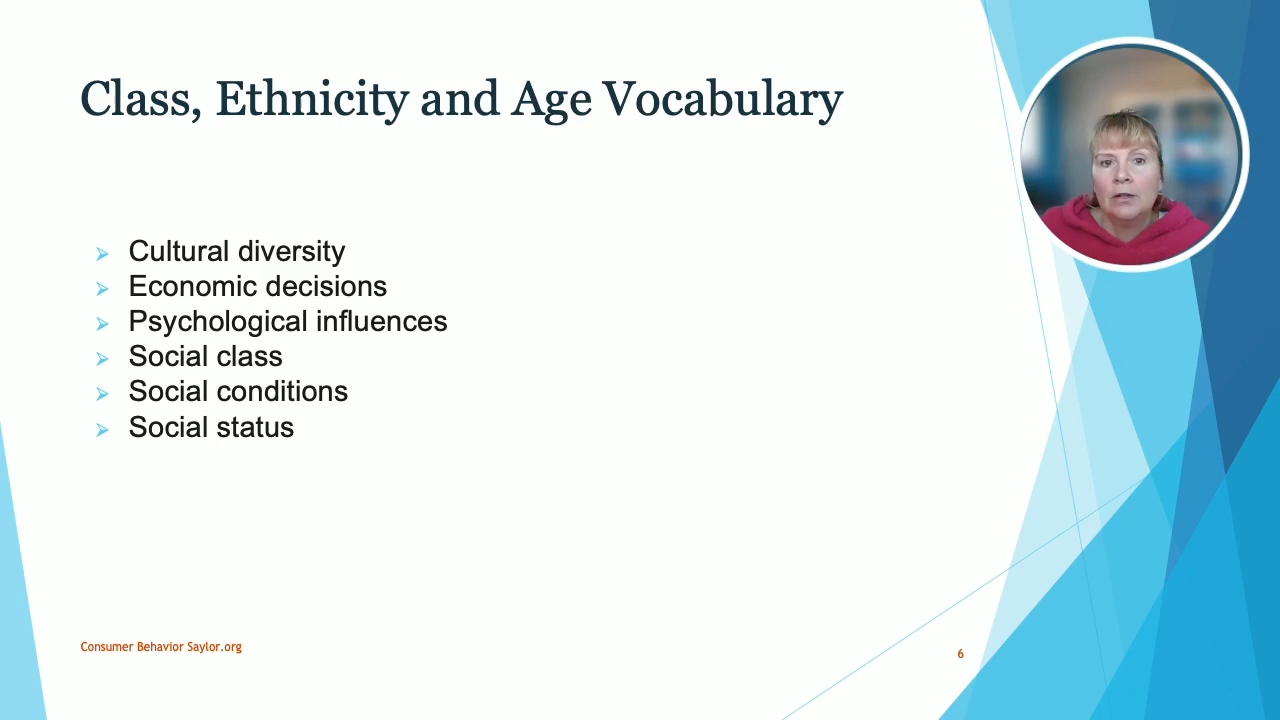 Class, Ethnicity and Age Vocabulary
Cultural diversity
Economic decisions
Psychological influences
Social class
Social conditions
Social status
Consumer Behavior Saylor.org
6